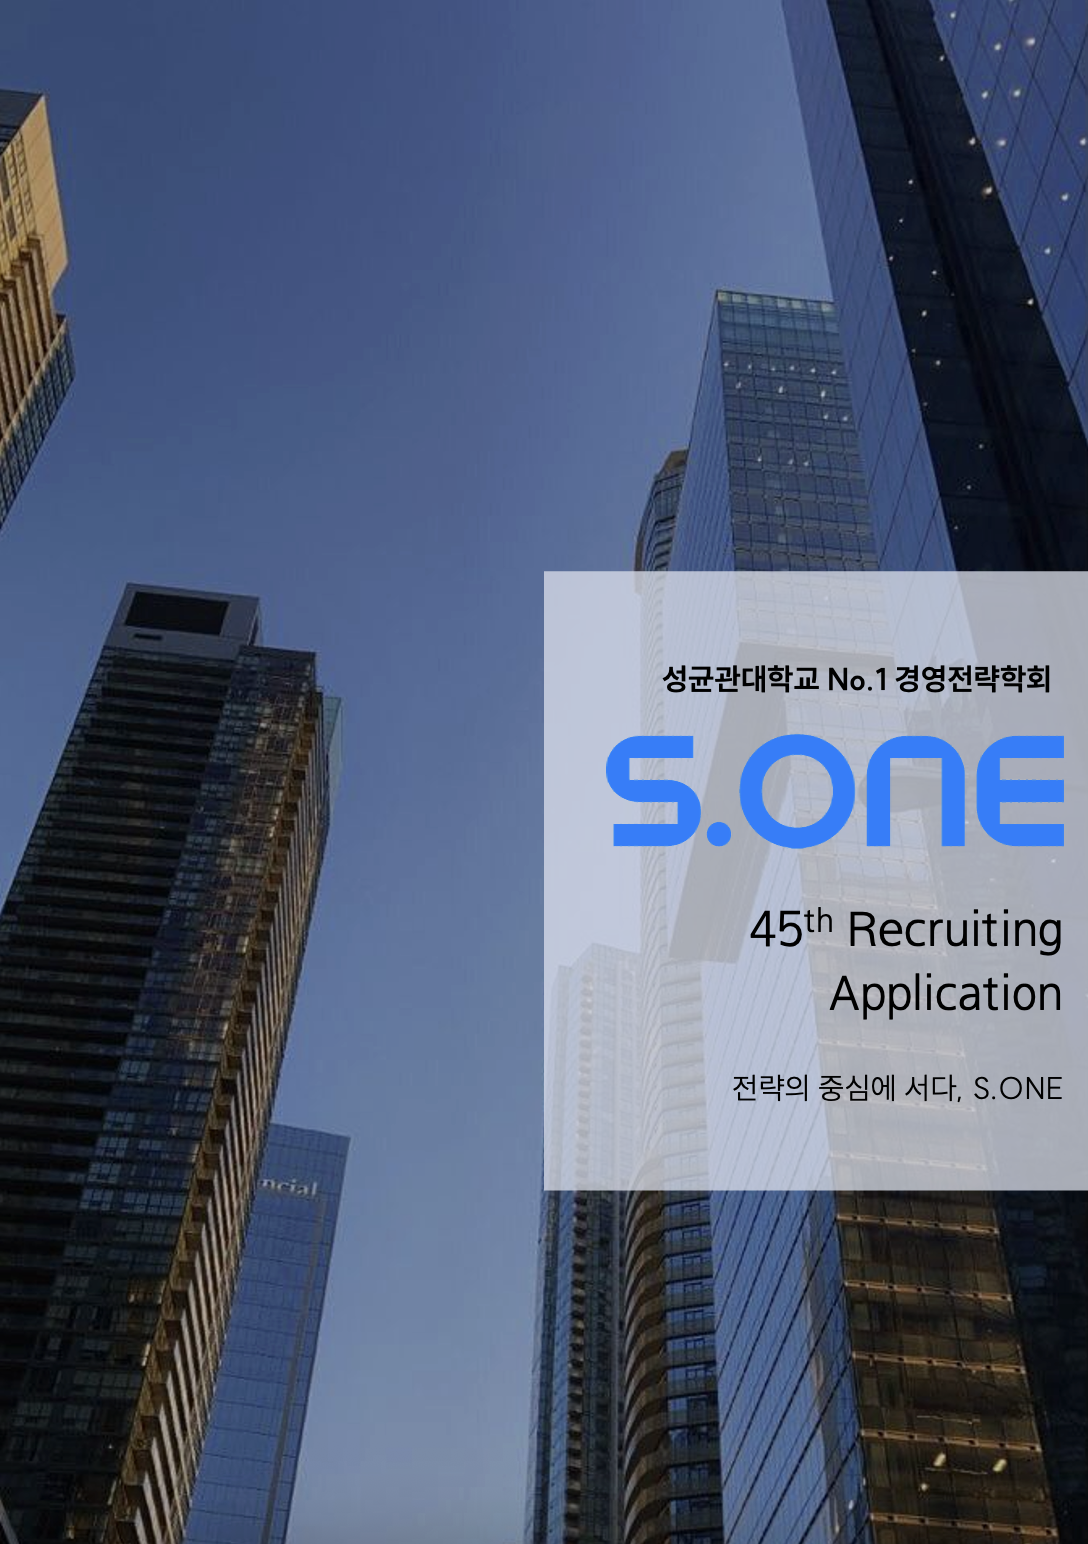 성균관대학교 No.1 경영전략학회
S.ONE
45th Recruiting
Application
전략의 중심에 서다, S.ONE
ncial